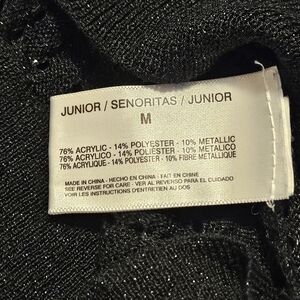 JUNIOR / SENORITAS / JUNIOR
M
76% ACRYLIC - 14% POLYESTER - 10% METALLIC
76% ACRYLICO - 14% POLIESTER - 10% METALICO
76% ACRYLIQUE - 14% POLYESTER - 10% FIBRE METALLIQUE
MADE IN CHINA - HECHO EN CHINA - FAIT EN CHINE
SEE REVERSE FOR CARE - VER AL REVERSO PARA EL CUIDADO
VOIR LES INSTRUCTIONS D'ENTRETIEN AU DOS